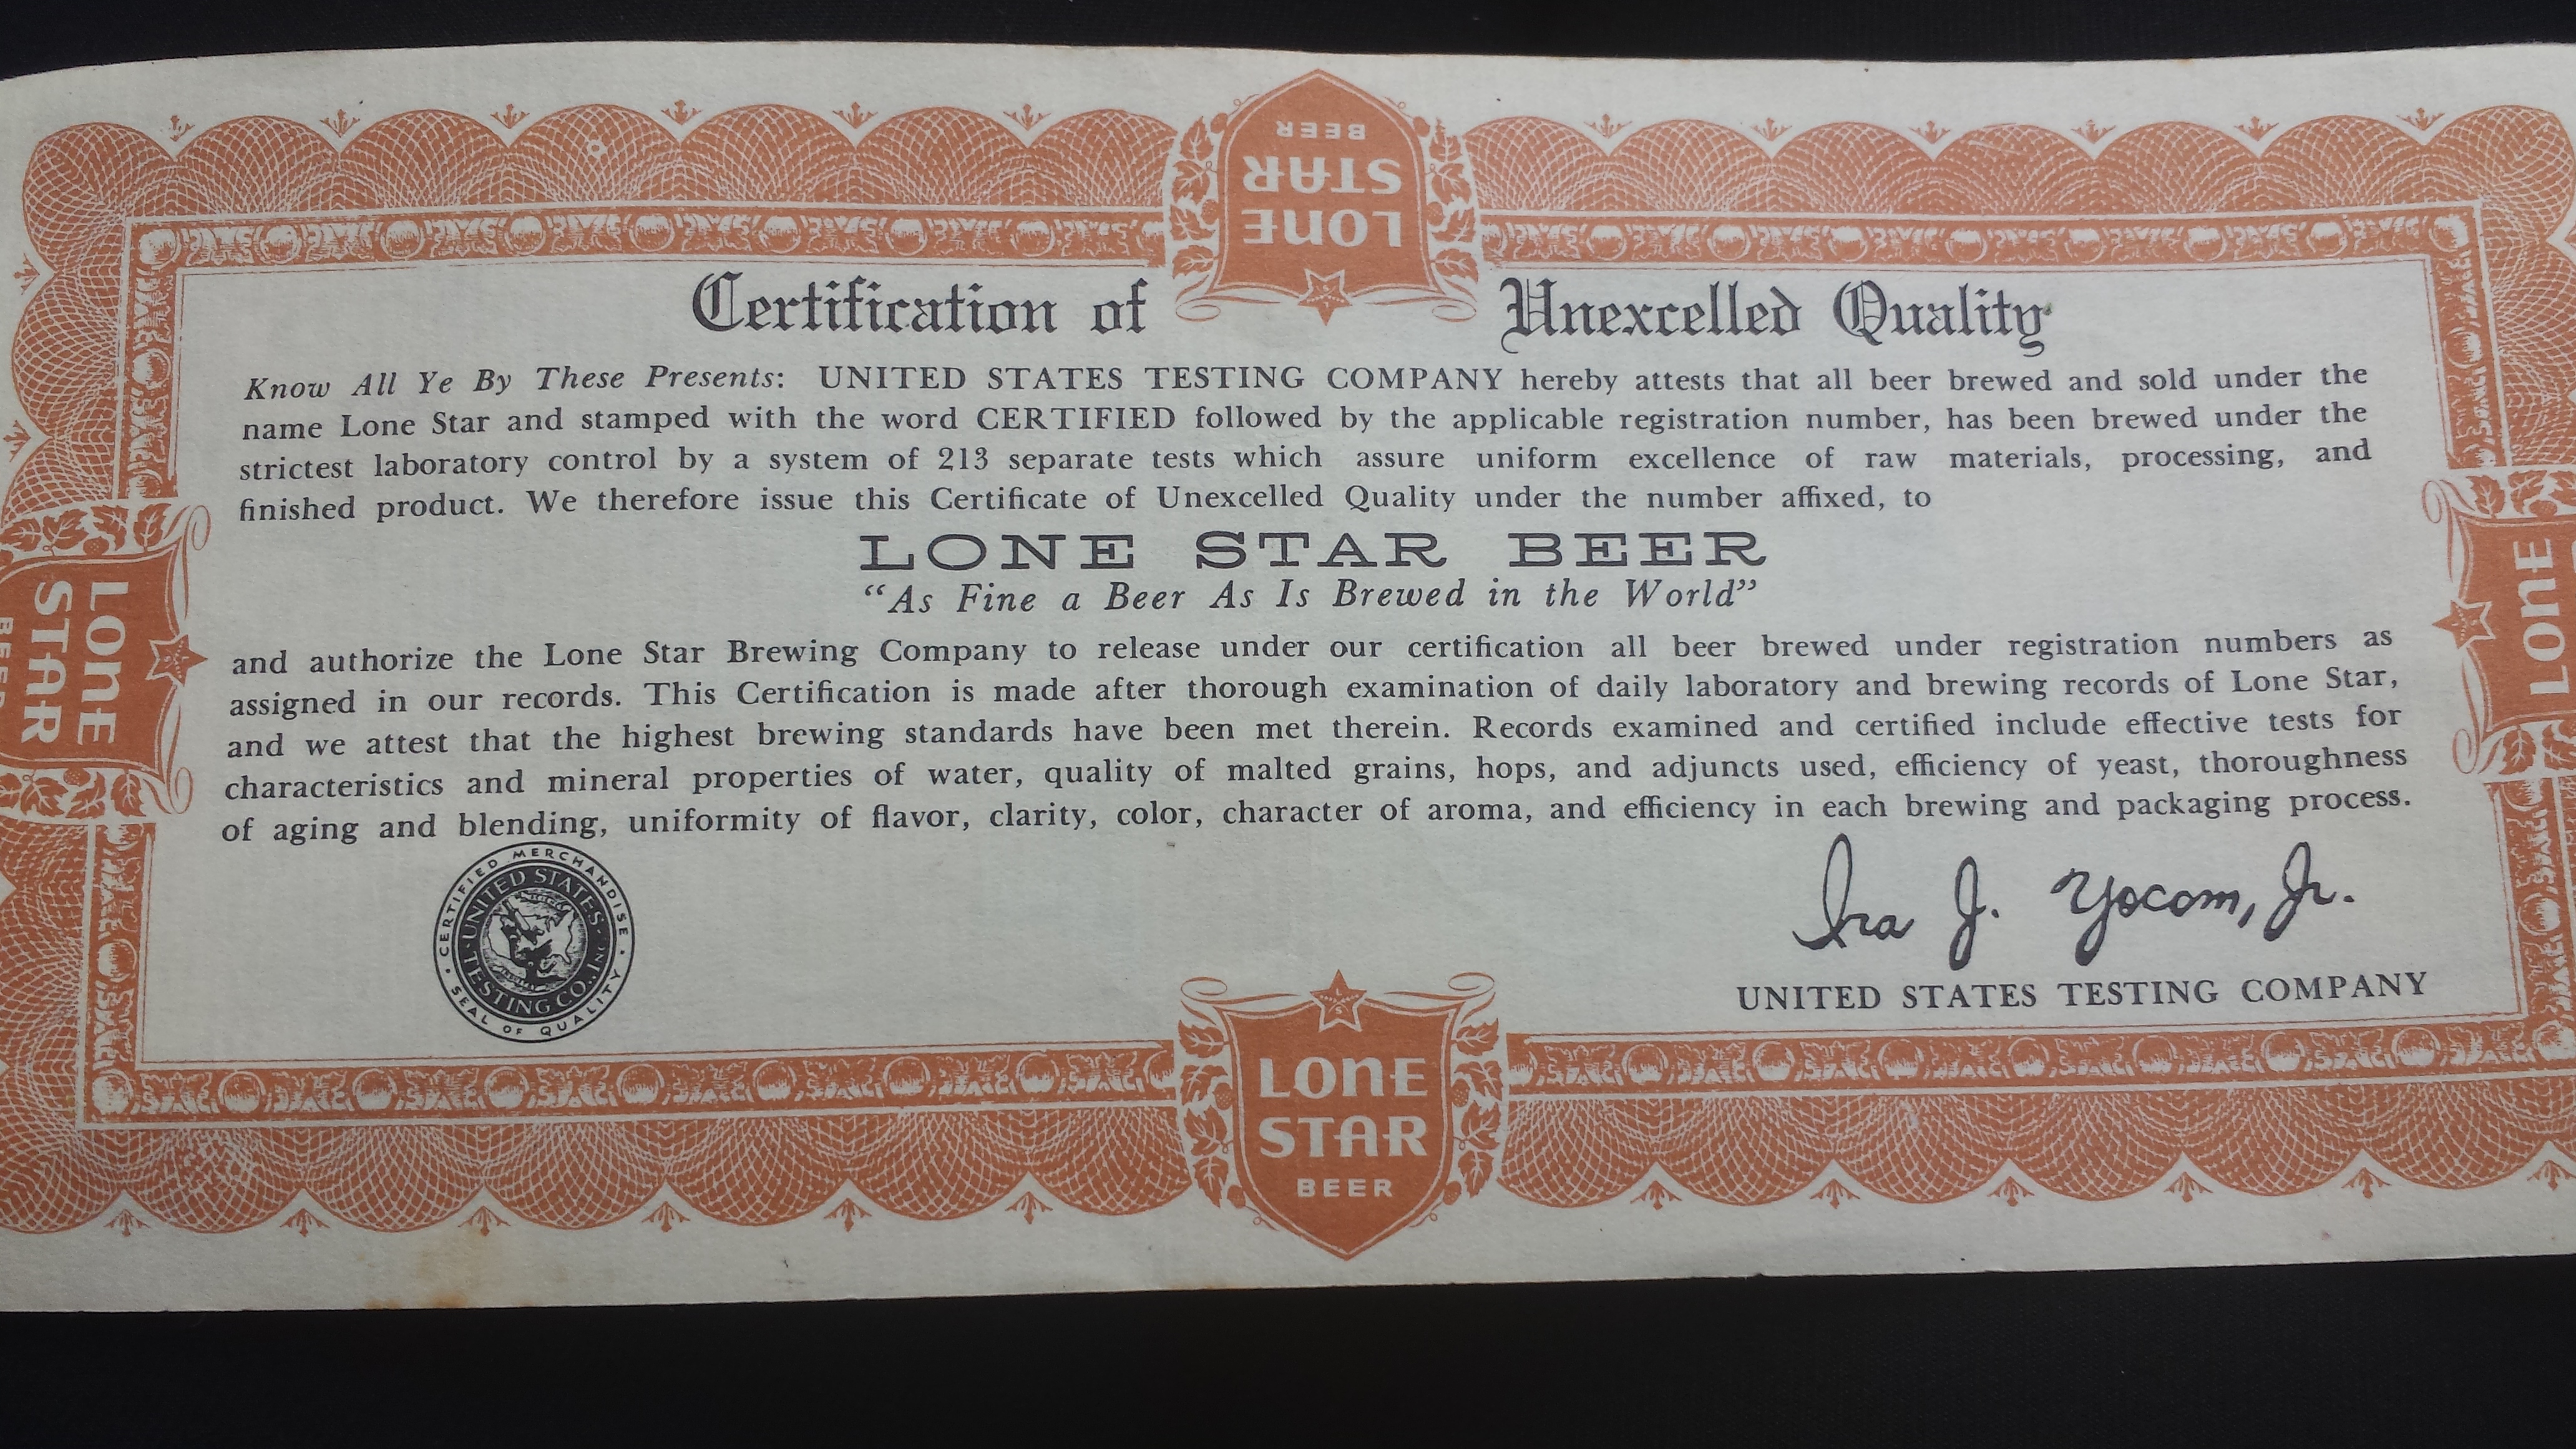 LONE
STAR
BEER
Certification of Unexcelled Quality
Know All Ye By These Presents: UNITED STATES TESTING COMPANY hereby attests that all beer brewed and sold under the
name Lone Star and stamped with the word CERTIFIED followed by the applicable registration number, has been brewed under the
strictest laboratory control by a system of 213 separate tests which assure uniform excellence of raw materials, processing, and
finished product. We therefore issue this Certificate of Unexcelled Quality under the number affixed, to
LONE STAR BEER
“As Fine a Beer As Is Brewed in the World”
and authorize the Lone Star Brewing Company to release under our certification all beer brewed under registration numbers as
assigned in our records. This Certification is made after thorough examination of daily laboratory and brewing records of Lone Star,
and we attest that the highest brewing standards have been met therein. Records examined and certified include effective tests for
characteristics and mineral properties of water, quality of malted grains, hops, and adjuncts used, efficiency of yeast, thoroughness
of aging and blending, uniformity of flavor, clarity, color, character of aroma, and efficiency in each brewing and packaging process.
LONE
STAR
BEER
LONE
CERTIFIED MERCHANDISE
UNITED STATES
TESTING CO., INC.
SEAL OF QUALITY
Ira J. Yocom, Jr.
UNITED STATES TESTING COMPANY
LONE
STAR
BEER